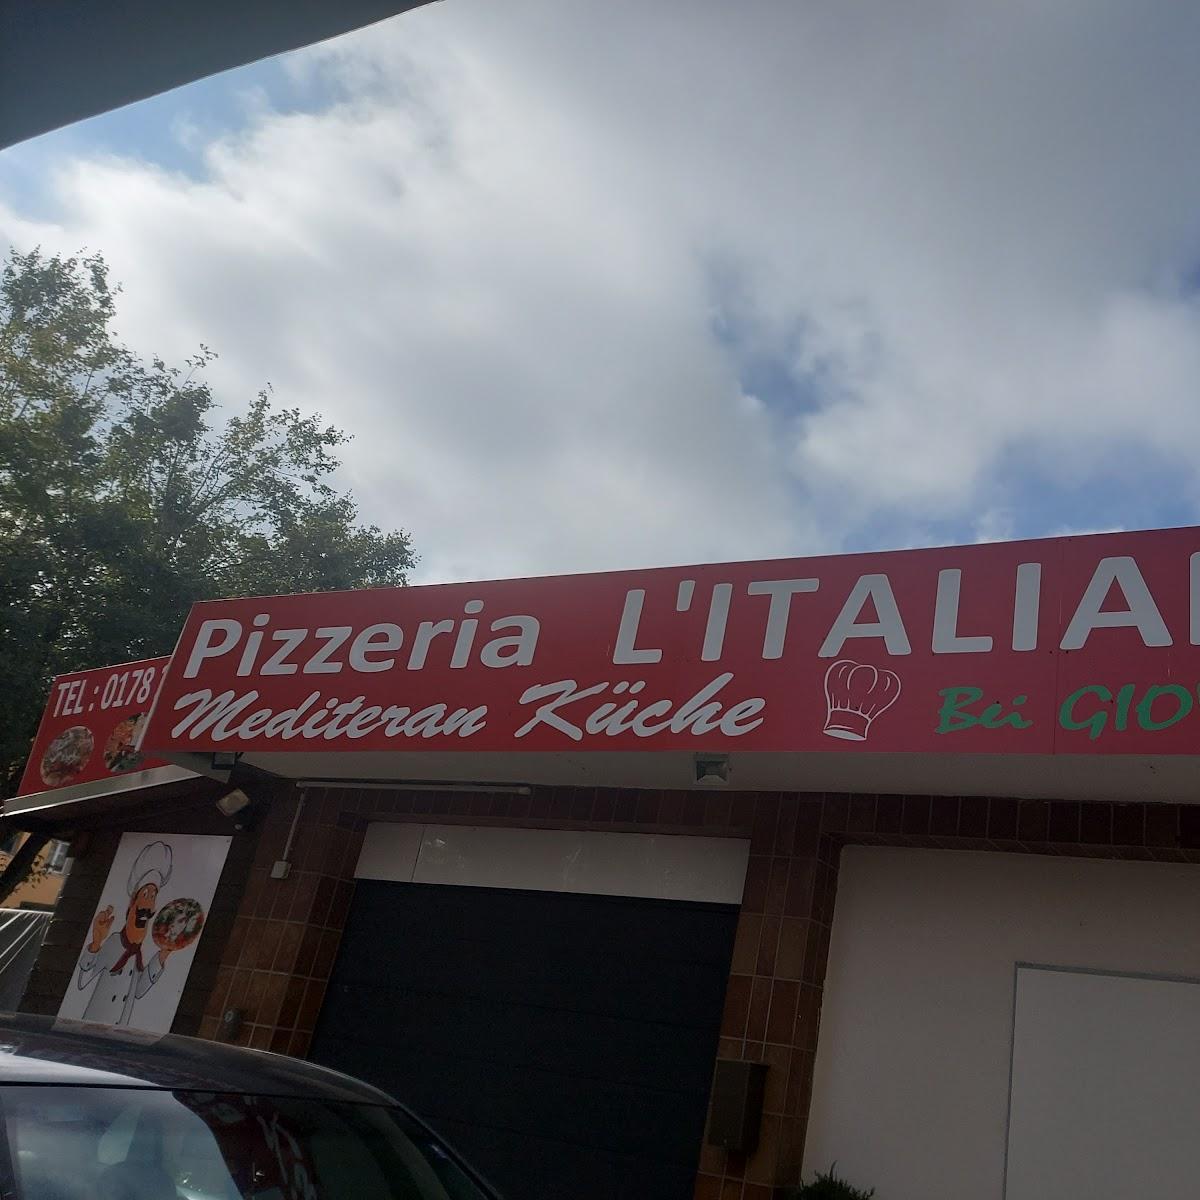 Pizzeria L'ITALIA
Mediteran Küche
Bei GIO
TEL : 0178